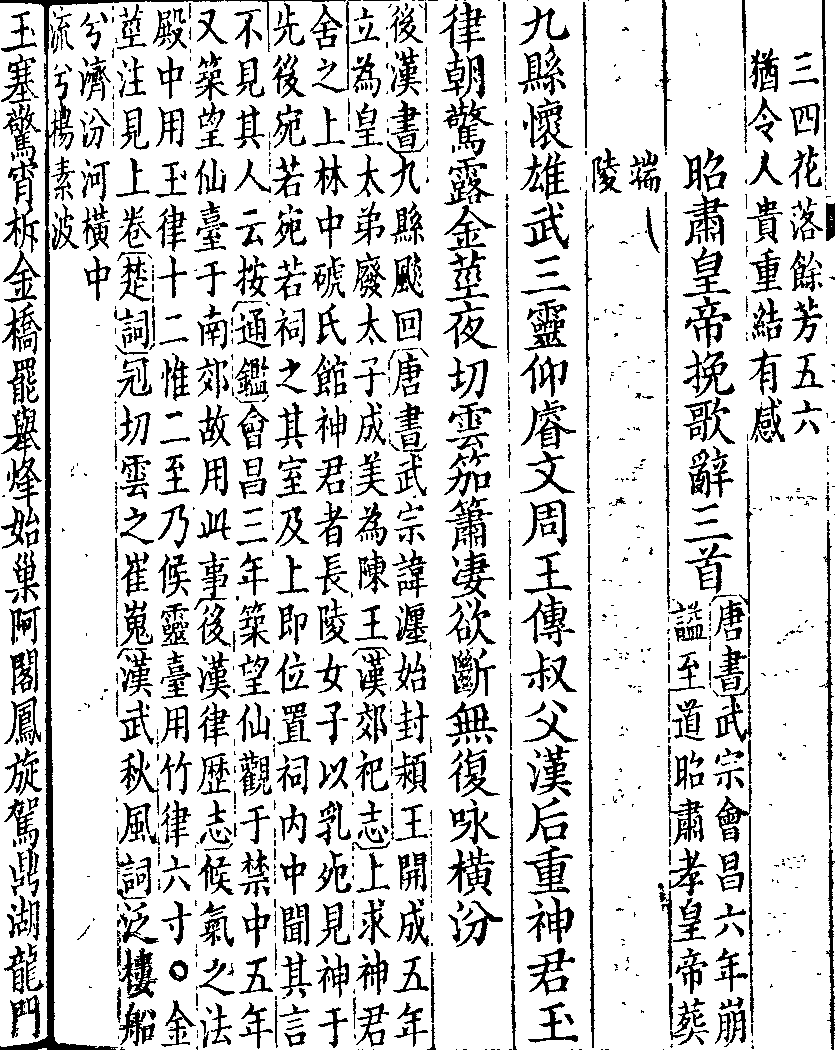 三四花落餘芳五六
猶令人貴重結有感
昭肅皇帝挽歌辭三首
唐書武宗會昌六年崩
謚至道昭肅孝皇帝葬
端
陵
九縣懷雄武三靈仰睿文周王傳叔父漢后重神君玉
律朝驚露金莖夜切雲笳簫凄欲斷無復咏橫汾
後漢書九縣飈回唐書武宗諱瀍始封潁王開成五年
立為皇太弟廢太子成美為陳王漢郊祀志上求神君
舍之上林中磃氏館神君者長陵女子以乳死見神于
先後宛若宛若祠之其室及上即位置祠内中聞其言
不見其人云按通鑑會昌三年築望仙觀于禁中五年
又築望仙臺于南郊故用此事後漢律歷志候氣之法
殿中用玉律十二惟二至乃候靈臺用竹律六寸○金
莖注見上卷楚詞冠切雲之崔嵬漢武秋風詞泛樓船
兮濟汾河橫中
流兮楊素波
玉塞驚宵柝金橋罷舉烽始巢阿閣鳳旋駕鼎湖龍門